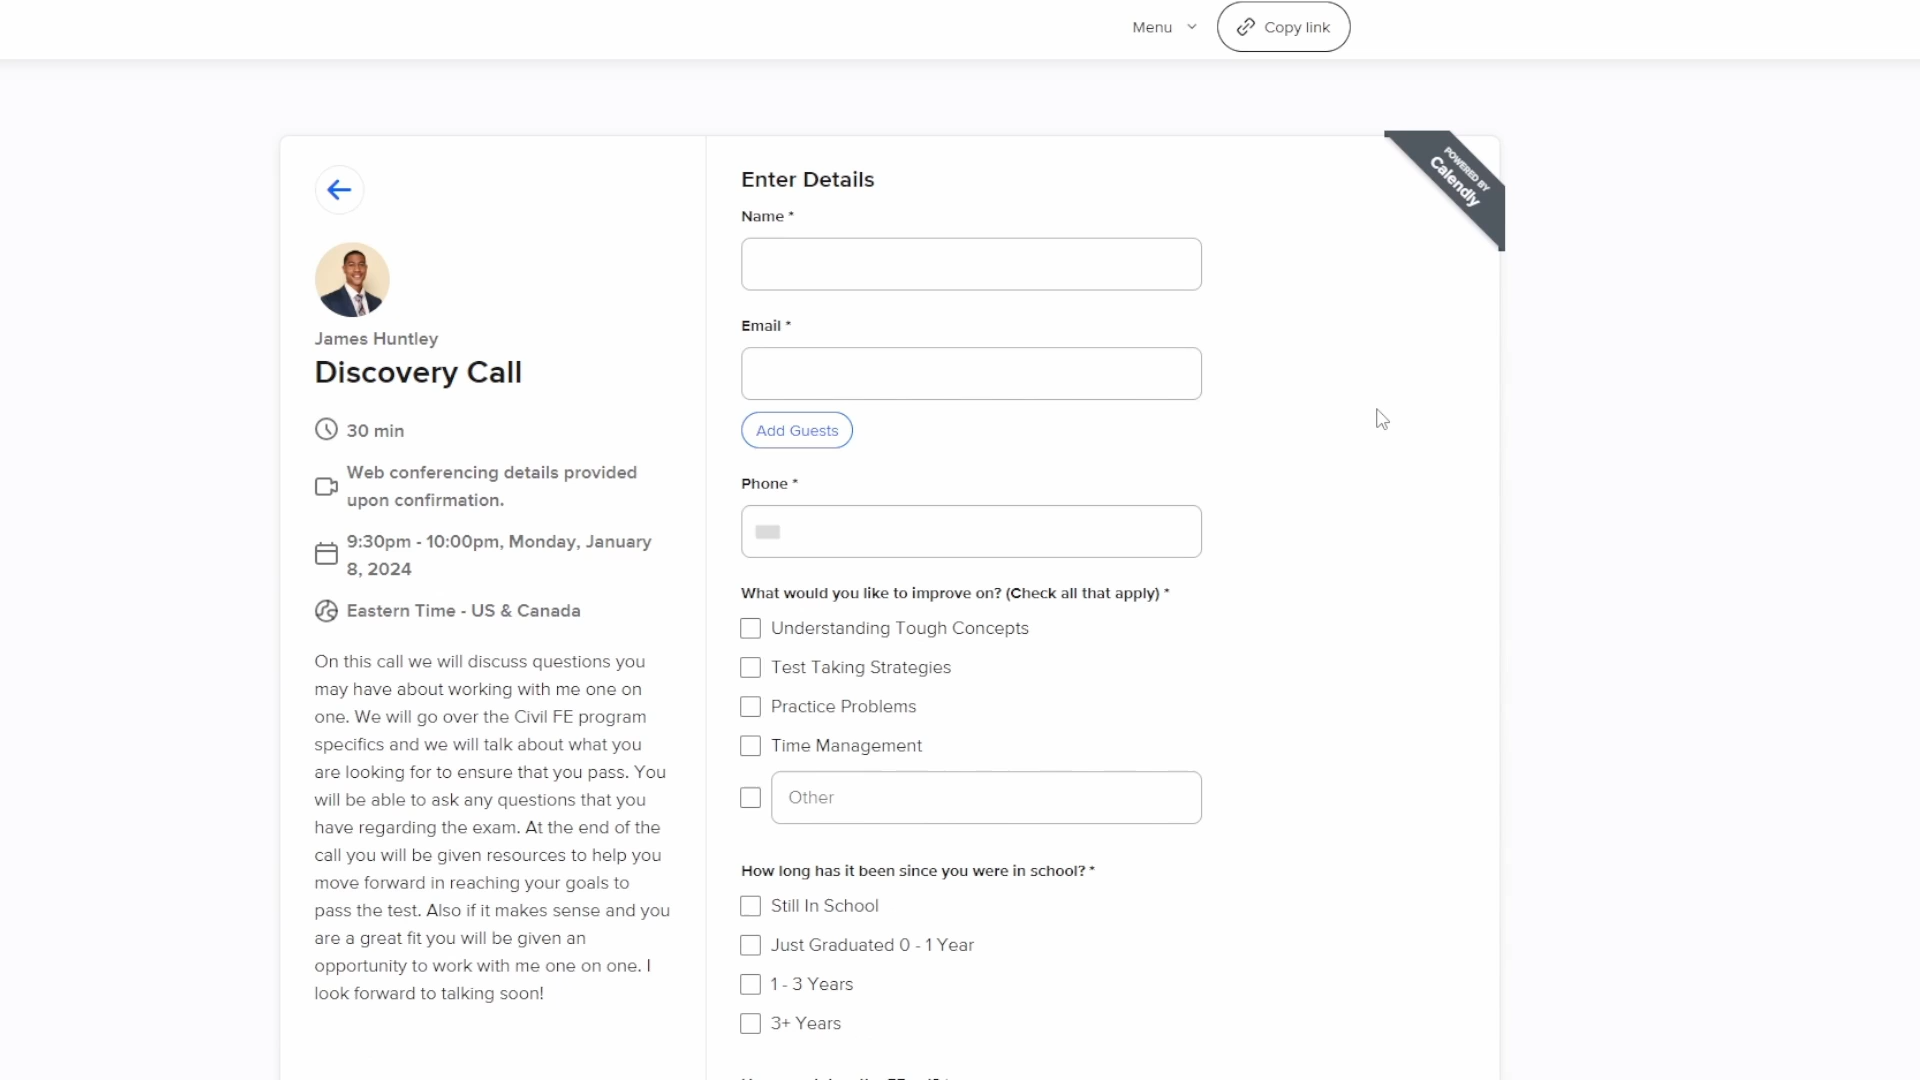 Menu
Copy link
POWERED BY
Calendly
James Huntley
Discovery Call
30 min
Web conferencing details provided
upon confirmation.
9:30pm - 10:00pm, Monday, January
8, 2024
Eastern Time - US & Canada
On this call we will discuss questions you
may have about working with me one on
one. We will go over the Civil FE program
specifics and we will talk about what you
are looking for to ensure that you pass. You
will be able to ask any questions that you
have regarding the exam. At the end of the
call you will be given resources to help you
move forward in reaching your goals to
pass the test. Also if it makes sense and you
are a great fit you will be given an
opportunity to work with me one on one. I
look forward to talking soon!
Enter Details
Name *
Email *
Add Guests
Phone *
What would you like to improve on? (Check all that apply) *
Understanding Tough Concepts
Test Taking Strategies
Practice Problems
Time Management
Other
How long has it been since you were in school? *
Still In School
Just Graduated 0 - 1 Year
1 - 3 Years
3+ Years